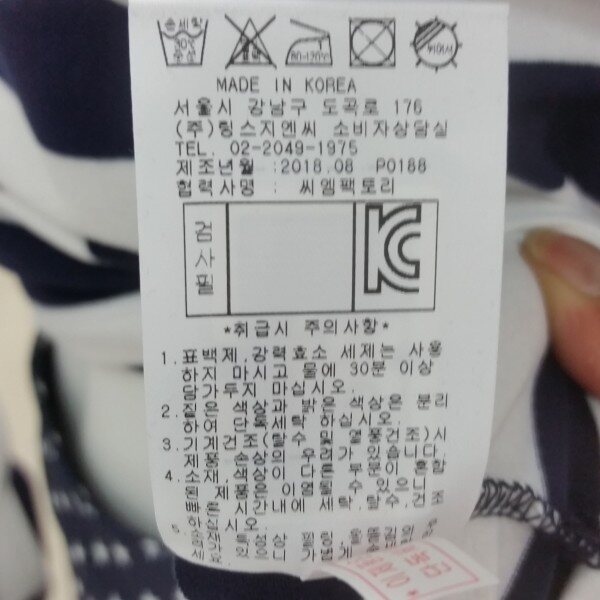 손세탁
30℃
중성
80~120℃
드라이
MADE IN KOREA
서울시 강남구 도곡로 176
(주)링스지엔씨 소비자상담실
TEL. 02-2049-1975
제조년월 : 2018.08 P0188
협력사명 : 씨엠팩토리
검사필
KC
*취급시 주의사항*
1. 표백제,강력효소 세제는 사용
하지 마시고 물에 30분 이상
담가두지 마십시오.
2. 짙은 색상과 밝은 색상은 분리
하여 단독세탁 하십시오.
3. 기계건조(탈수 및 열풍건조)시
제품 손상의 우려가 있습니다.
4. 소재,색상이 다른 부분이 혼합
된 제품은 이염될 수 있으니
빠른 시간내에 세탁,탈수,건조
하십시오.
5.